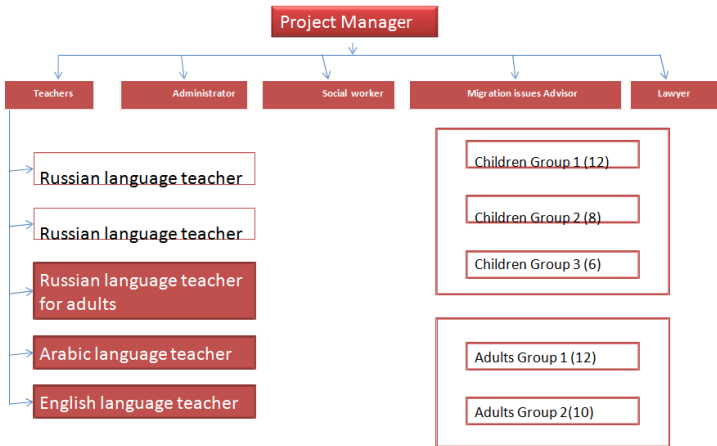 Project Manager
Teachers
Administrator
Social worker
Migration issues Advisor
Lawyer
Russian language teacher
Russian language teacher
Russian language teacher
for adults
Arabic language teacher
English language teacher
Children Group 1 (12)
Children Group 2 (8)
Children Group 3 (6)
Adults Group 1 (12)
Adults Group 2(10)